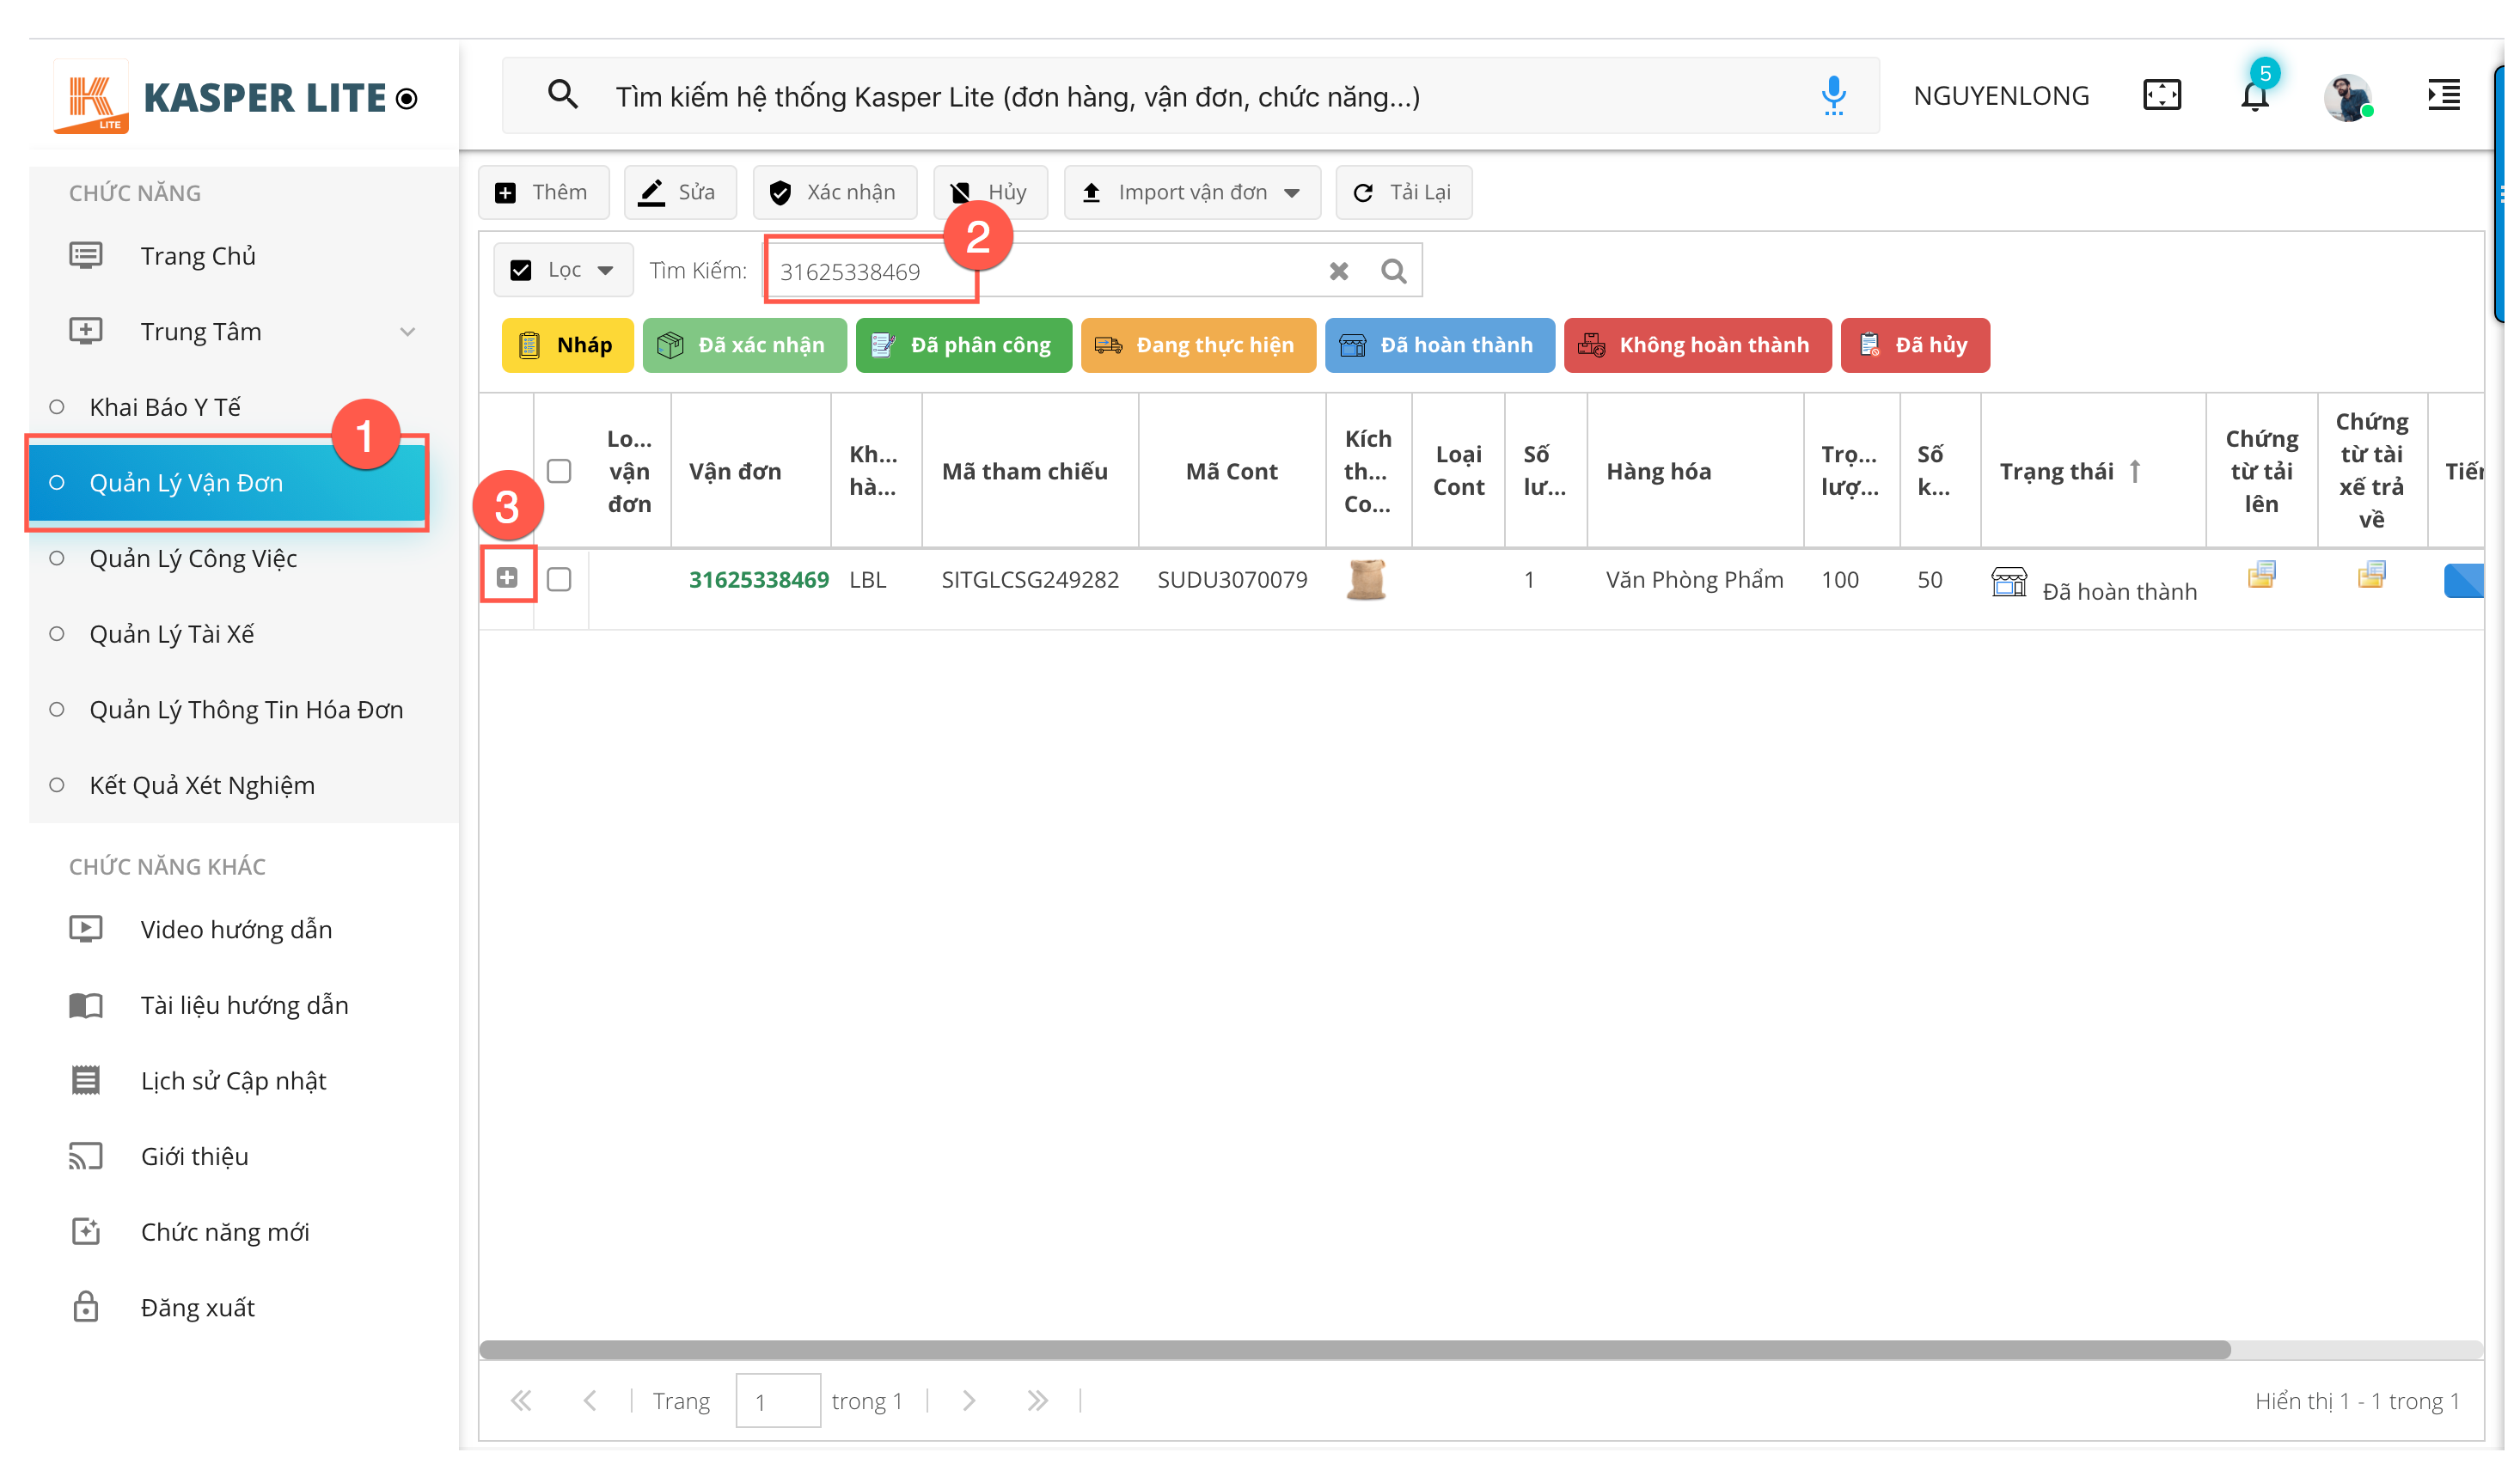 KASPER LITE
LITE
Tìm kiếm hệ thống Kasper Lite (đơn hàng, vận đơn, chức năng...)
NGUYENLONG
5
CHỨC NĂNG
Trang Chủ
Trung Tâm
Khai Báo Y Tế
1
Quản Lý Vận Đơn
Quản Lý Công Việc
Quản Lý Tài Xế
Quản Lý Thông Tin Hóa Đơn
Kết Quả Xét Nghiệm
CHỨC NĂNG KHÁC
Video hướng dẫn
Tài liệu hướng dẫn
Lịch sử Cập nhật
Giới thiệu
Chức năng mới
Đăng xuất
Thêm Sửa Xác nhận Hủy Import vận đơn Tải Lại
2
Lọc Tìm Kiếm: 31625338469
Nháp Đã xác nhận Đã phân công Đang thực hiện Đã hoàn thành Không hoàn thành Đã hủy
Lo... vận đơn
Vận đơn
Kh... hà...
Mã tham chiếu
Mã Cont
Kích th... Co...
Loại Cont
Số lư...
Hàng hóa
Trọ... lượ...
Số k...
Trạng thái
Chứng từ tải lên
Chứng từ tài xế trả về
Tiến
3
31625338469 LBL SITGLCSG249282 SUDU3070079 1 Văn Phòng Phẩm 100 50 Đã hoàn thành
Trang 1 trong 1
Hiển thị 1 - 1 trong 1